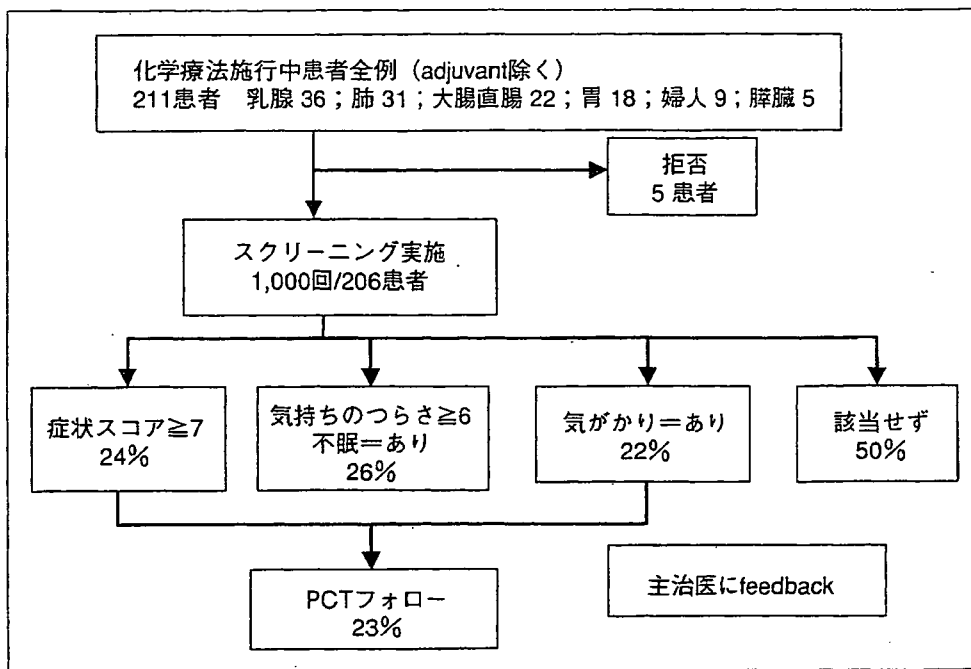 化学療法施行中患者全例（adjuvant除く）
211患者　乳腺 36；肺 31；大腸直腸 22；胃 18；婦人 9；膵臓 5
拒否
5 患者
スクリーニング実施
1,000回/206患者
症状スコア≧7
24%
気持ちのつらさ≧6
不眠＝あり
26%
気がかり＝あり
22%
該当せず
50%
PCTフォロー
23%
主治医にfeedback